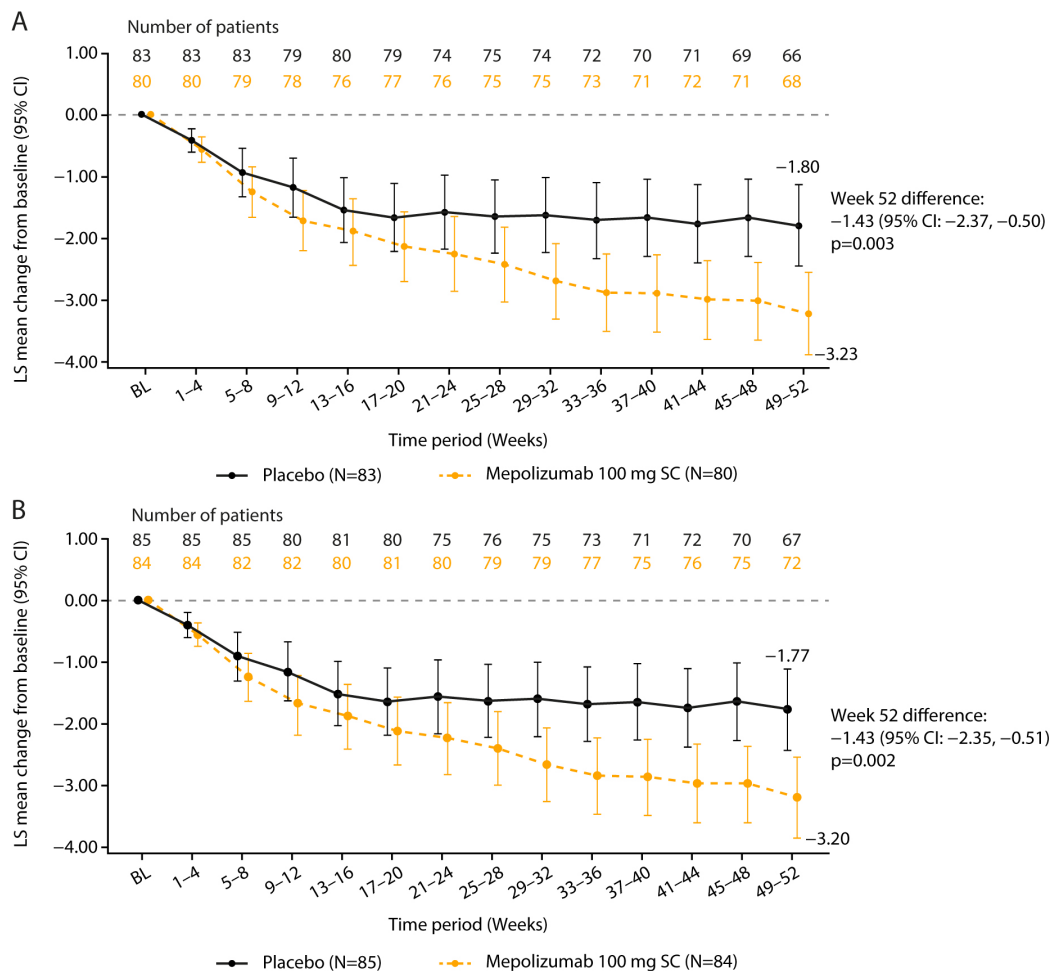 A
Number of patients
83 83 83 79 80 79 74 75 74 72 70 71 69 66
80 80 79 78 76 77 76 75 75 73 71 72 71 68
LS mean change from baseline (95% CI)
1.00
0.00
−1.00
−2.00
−3.00
−4.00
−1.80
−3.23
Week 52 difference:
−1.43 (95% CI: −2.37, −0.50)
p=0.003
BL 1–4 5–8 9–12 13–16 17–20 21–24 25–28 29–32 33–36 37–40 41–44 45–48 49–52
Time period (Weeks)
Placebo (N=83) Mepolizumab 100 mg SC (N=80)
B
Number of patients
85 85 85 80 81 80 75 76 75 73 71 72 70 67
84 84 82 82 80 81 80 79 79 77 75 76 75 72
LS mean change from baseline (95% CI)
1.00
0.00
−1.00
−2.00
−3.00
−4.00
−1.77
−3.20
Week 52 difference:
−1.43 (95% CI: −2.35, −0.51)
p=0.002
BL 1–4 5–8 9–12 13–16 17–20 21–24 25–28 29–32 33–36 37–40 41–44 45–48 49–52
Time period (Weeks)
Placebo (N=85) Mepolizumab 100 mg SC (N=84)